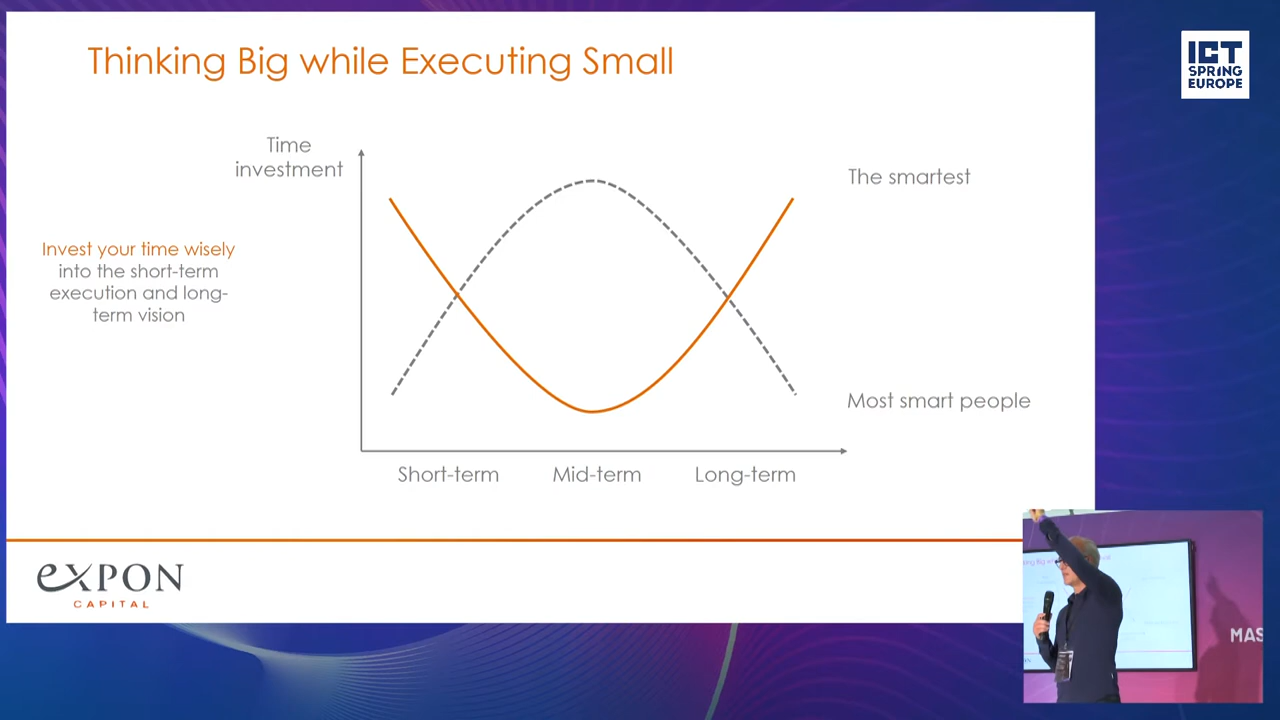 Thinking Big while Executing Small
ICT
SPRING
EUROPE
Time
investment
The smartest
Invest your time wisely
into the short-term
execution and long-
term vision
Most smart people
Short-term
Mid-term
Long-term
eXPON
CAPITAL
MAS